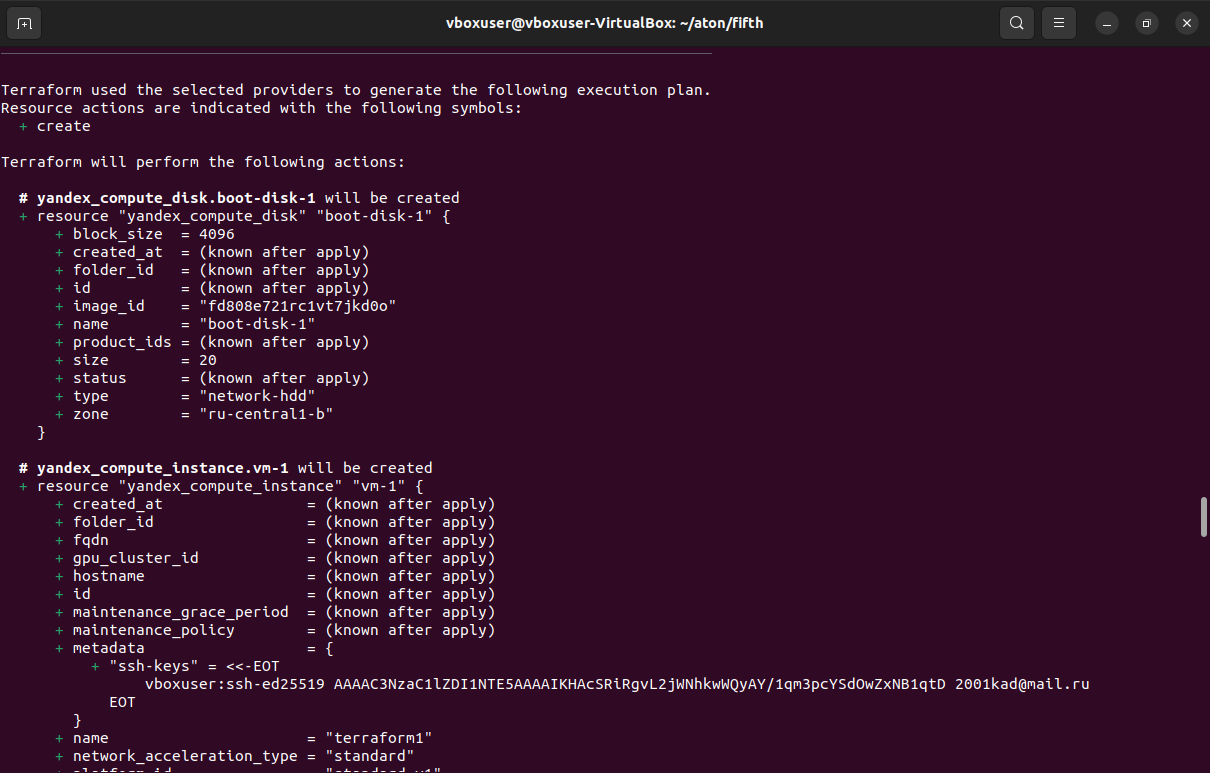 vboxuser@vboxuser-VirtualBox: ~/aton/fifth
Terraform used the selected providers to generate the following execution plan.
Resource actions are indicated with the following symbols:
  + create
Terraform will perform the following actions:
  # yandex_compute_disk.boot-disk-1 will be created
  + resource "yandex_compute_disk" "boot-disk-1" {
      + block_size  = 4096
      + created_at  = (known after apply)
      + folder_id   = (known after apply)
      + id          = (known after apply)
      + image_id    = "fd808e721rc1vt7jkd0o"
      + name        = "boot-disk-1"
      + product_ids = (known after apply)
      + size        = 20
      + status      = (known after apply)
      + type        = "network-hdd"
      + zone        = "ru-central1-b"
    }
  # yandex_compute_instance.vm-1 will be created
  + resource "yandex_compute_instance" "vm-1" {
      + created_at                = (known after apply)
      + folder_id                 = (known after apply)
      + fqdn                      = (known after apply)
      + gpu_cluster_id            = (known after apply)
      + hostname                  = (known after apply)
      + id                        = (known after apply)
      + maintenance_grace_period  = (known after apply)
      + maintenance_policy        = (known after apply)
      + metadata                  = {
          + "ssh-keys" = <<-EOT
                vboxuser:ssh-ed25519 AAAAC3NzaC1lZDI1NTE5AAAAIKHAcSRiRgvL2jWNhkwWQyAY/1qm3pcYSdOwZxNB1qtD 2001kad@mail.ru
            EOT
        }
      + name                      = "terraform1"
      + network_acceleration_type = "standard"
      + platform_id               = "standard-v1"